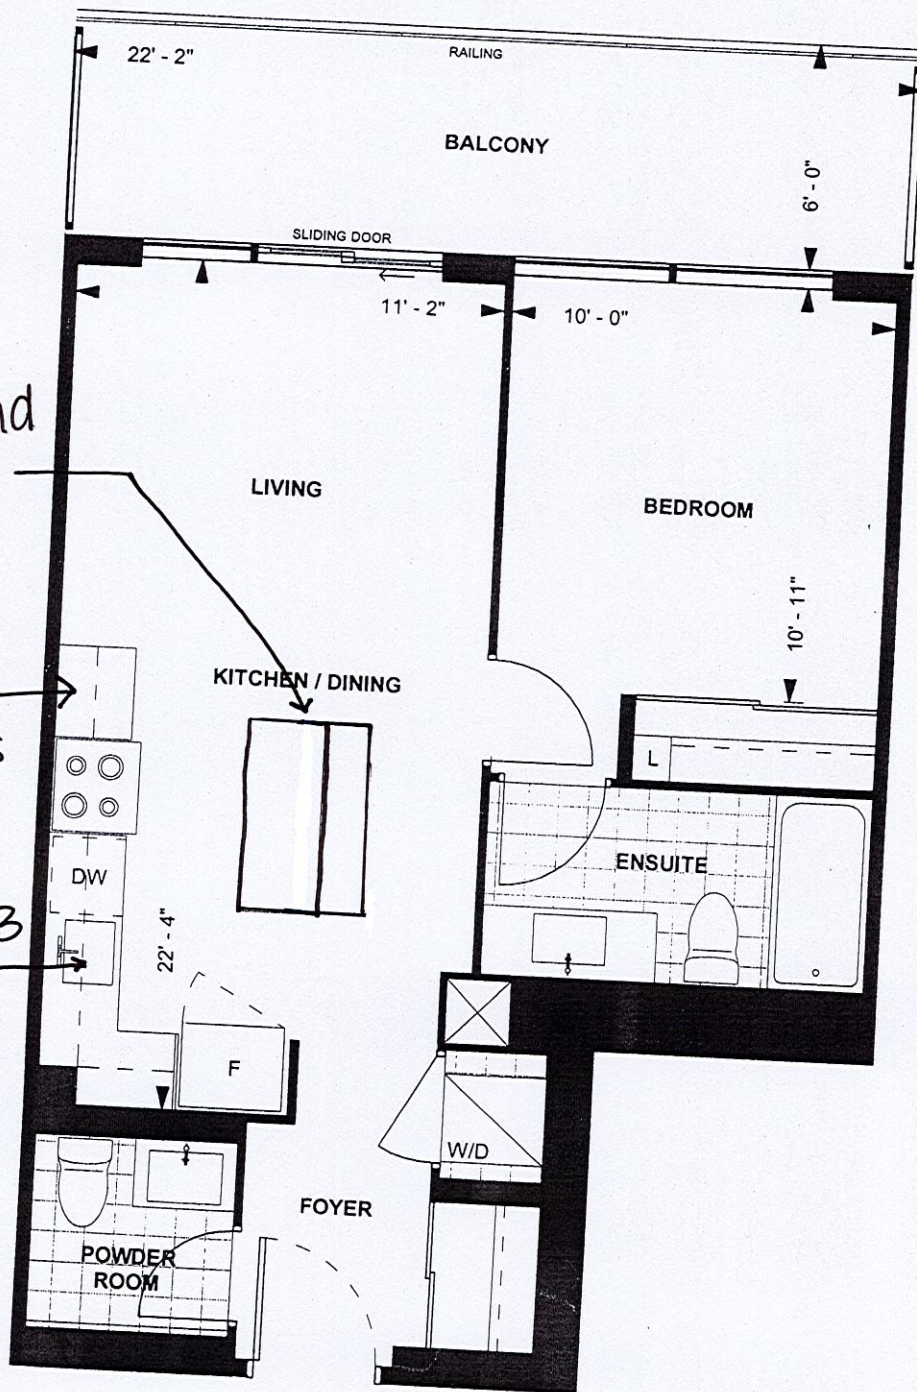 22' - 2"
RAILING
BALCONY
6' - 0"
SLIDING DOOR
11' - 2"
10' - 0"
LIVING
BEDROOM
10' - 11"
KITCHEN / DINING
L
DW
ENSUITE
3
22' - 4"
F
W/D
FOYER
POWDER
ROOM